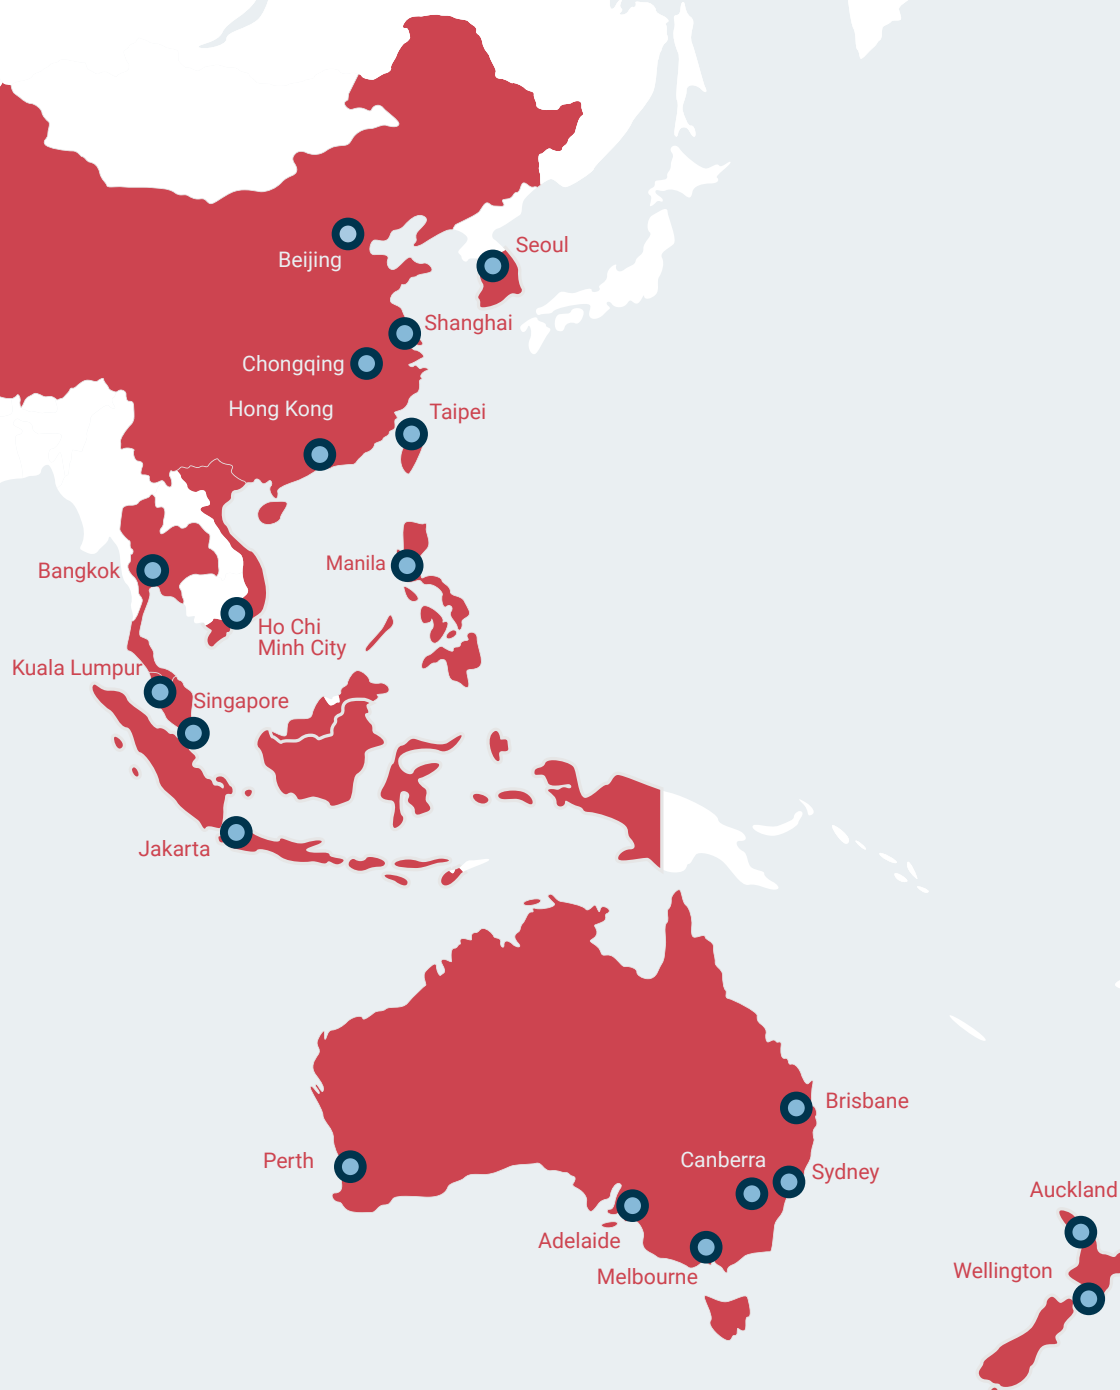 Seoul
Beijing
Shanghai
Chongqing
Hong Kong
Taipei
Manila
Bangkok
Ho Chi
Minh City
Kuala Lumpur
Singapore
Jakarta
Brisbane
Perth
Canberra
Sydney
Auckland
Adelaide
Wellington
Melbourne